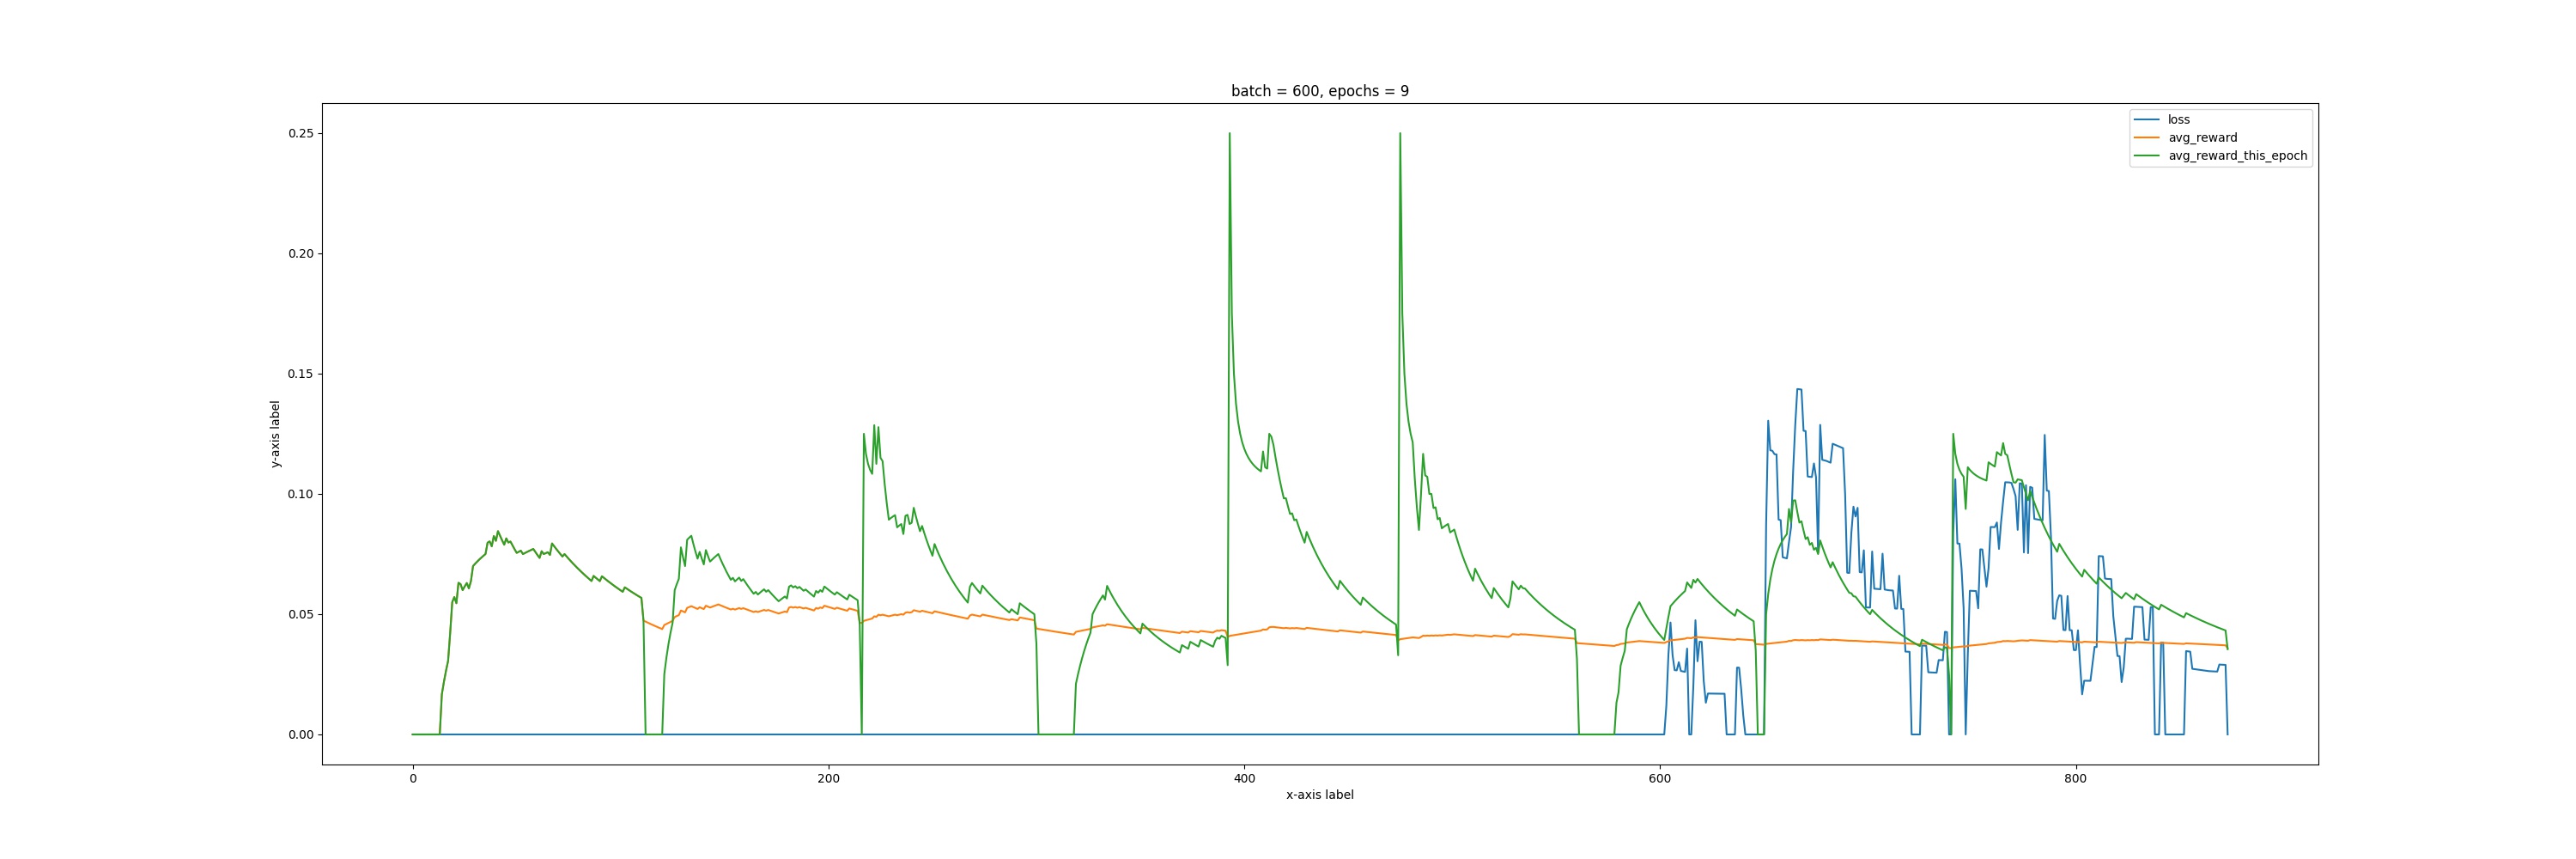 batch = 600, epochs = 9
loss
avg_reward
avg_reward_this_epoch
0.25
0.20
0.15
0.10
0.05
0.00
y-axis label
0
200
400
600
800
x-axis label